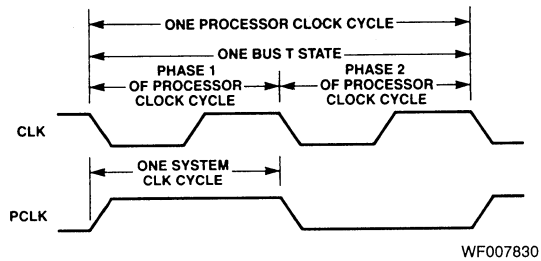 ONE PROCESSOR CLOCK CYCLE
ONE BUS T STATE
PHASE 1
OF PROCESSOR
CLOCK CYCLE
PHASE 2
OF PROCESSOR
CLOCK CYCLE
CLK
ONE SYSTEM
CLK CYCLE
PCLK
WF007830